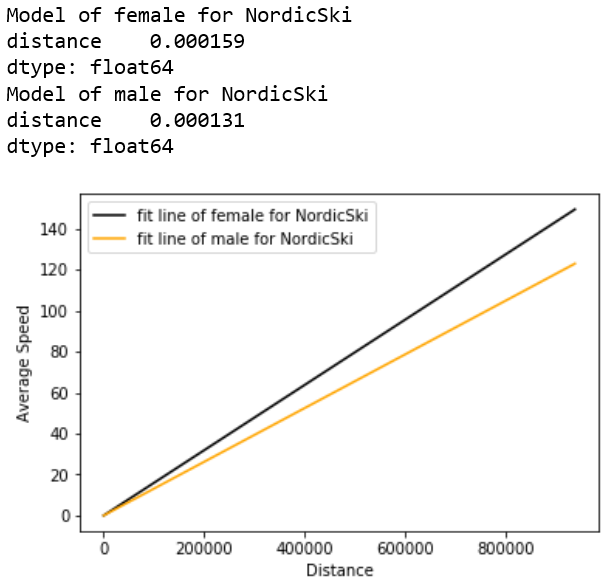 Model of female for NordicSki
distance    0.000159
dtype: float64
Model of male for NordicSki
distance    0.000131
dtype: float64
fit line of female for NordicSki
fit line of male for NordicSki
140
120
100
80
60
40
20
0
Average Speed
0 200000 400000 600000 800000
Distance